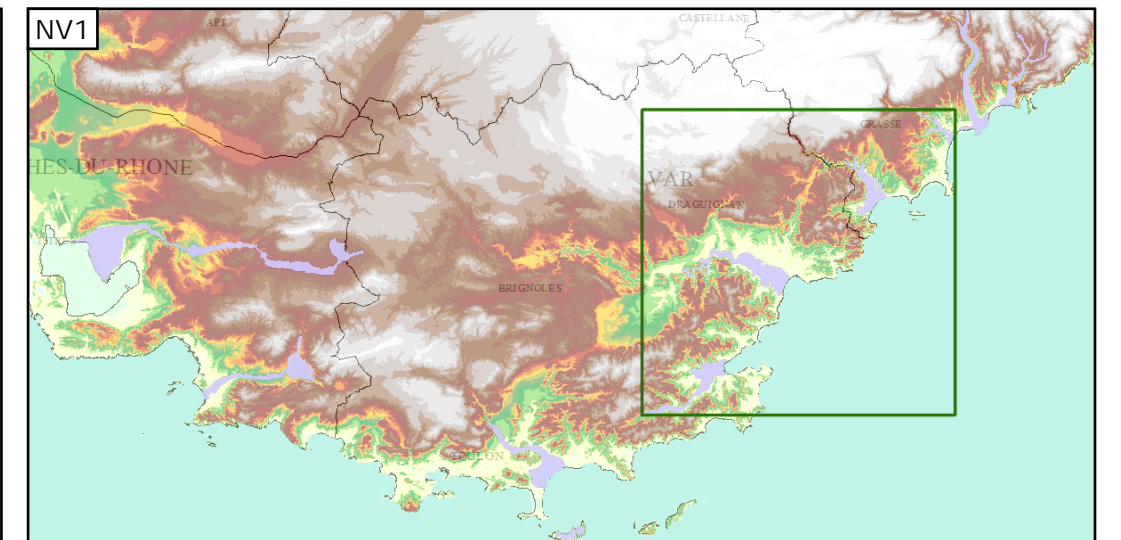 NV1
APT
CASTELLANE
GRASSE
HES-DU-RHONE
VAR
DRAGUIGNAN
BRIGNOLES
TOULON